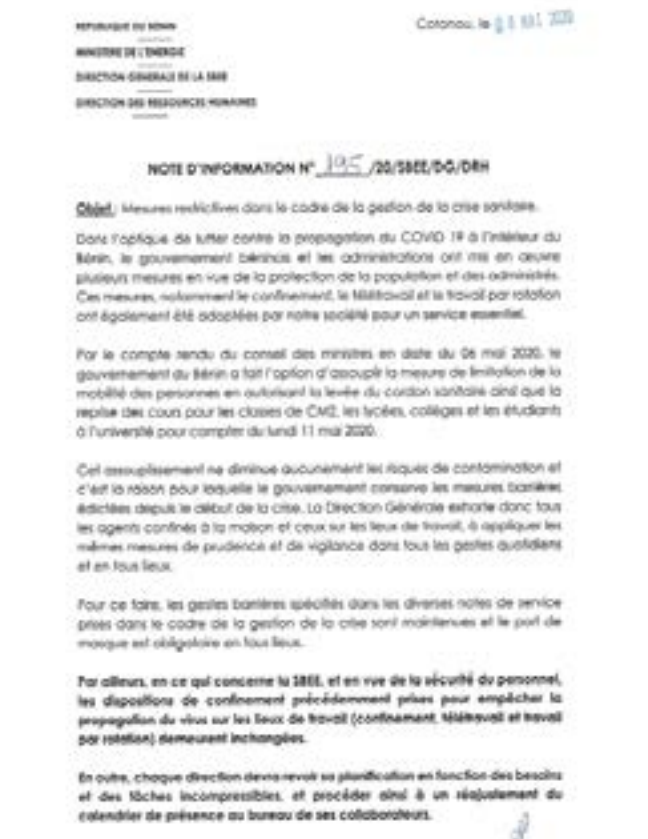 REPUBLIQUE DU BENIN
Cotonou, le 08 MAI 2020
MINISTERE DE L'ENERGIE
DIRECTION GENERALE DE LA SBEE
DIRECTION DES RESSOURCES HUMAINES
NOTE D'INFORMATION N° 195 /20/SBEE/DG/DRH
Objet : Mesures restrictives dans le cadre de la gestion de la crise sanitaire.
Dans l'optique de lutter contre la propagation du COVID 19 à l'intérieur du
Bénin, le gouvernement béninois et les administrations ont mis en œuvre
plusieurs mesures en vue de la protection de la population et des administrés.
Ces mesures, notamment le confinement, le télétravail et le travail par rotation
ont également été adoptées par notre société pour un service essentiel.
Par le compte rendu du conseil des ministres en date du 06 mai 2020, le
gouvernement du Bénin a fait l'option d'assouplir la mesure de limitation de la
mobilité des personnes en autorisant la levée du cordon sanitaire ainsi que la
reprise des cours pour les classes de CM2, les lycées, collèges et les étudiants
à l'université pour compter du lundi 11 mai 2020.
Cet assouplissement ne diminue aucunement les risques de contamination et
c'est la raison pour laquelle le gouvernement conserve les mesures barrières
édictées depuis le début de la crise. La Direction Générale exhorte donc tous
les agents confinés à la maison et ceux sur les lieux de travail, à appliquer les
mêmes mesures de prudence et de vigilance dans tous les gestes quotidiens
et en tous lieux.
Pour ce faire, les gestes barrières spécifiés dans les diverses notes de service
prises dans le cadre de la gestion de la crise sont maintenues et le port de
masque est obligatoire en tous lieux.
Par ailleurs, en ce qui concerne la SBEE, et en vue de la sécurité du personnel,
les dispositions de confinement précédemment prises pour empêcher la
propagation du virus sur les lieux de travail (confinement, télétravail et travail
par rotation) demeurent inchangées.
En outre, chaque direction devra revoir sa planification en fonction des besoins
et des tâches incompressibles, et procéder ainsi à un réajustement du
calendrier de présence au bureau de ses collaborateurs.